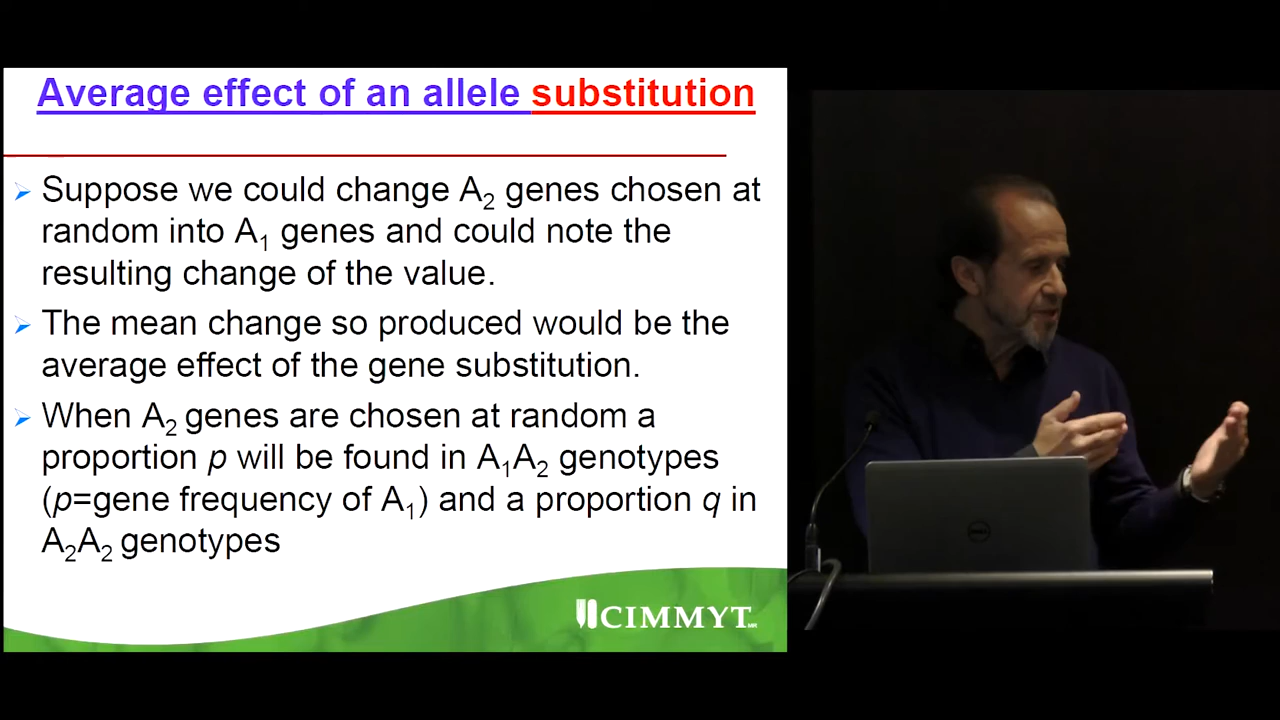 Average effect of an allele substitution
Suppose we could change A₂ genes chosen at
random into A₁ genes and could note the
resulting change of the value.
The mean change so produced would be the
average effect of the gene substitution.
When A₂ genes are chosen at random a
proportion p will be found in A₁A₂ genotypes
(p=gene frequency of A₁) and a proportion q in
A₂A₂ genotypes
CIMMYT
DELL